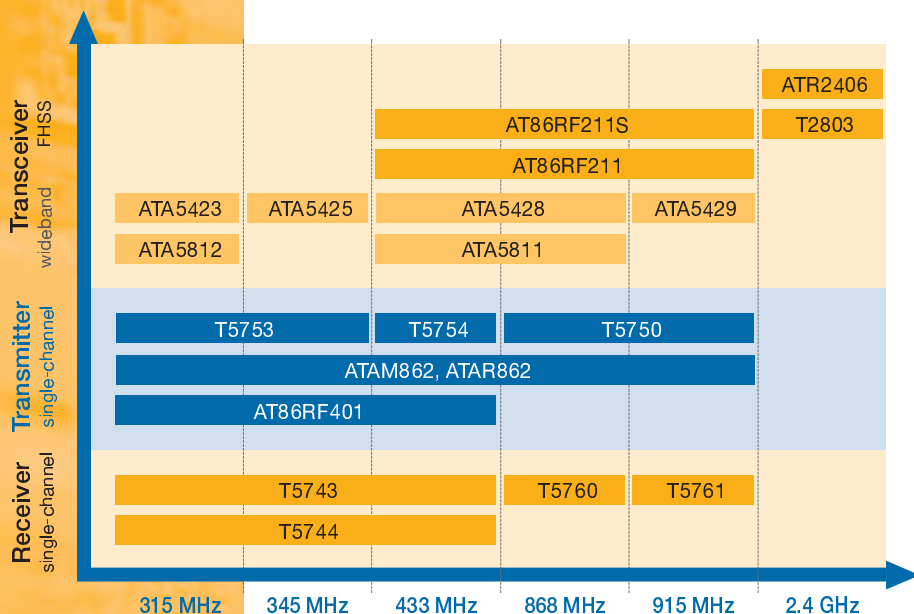 Transceiver
FHSS
wideband
ATR2406
AT86RF211S
T2803
AT86RF211
ATA5423
ATA5425
ATA5428
ATA5429
ATA5812
ATA5811
Transmitter
single-channel
T5753
T5754
T5750
ATAM862, ATAR862
AT86RF401
Receiver
single-channel
T5743
T5760
T5761
T5744
315 MHz
345 MHz
433 MHz
868 MHz
915 MHz
2.4 GHz